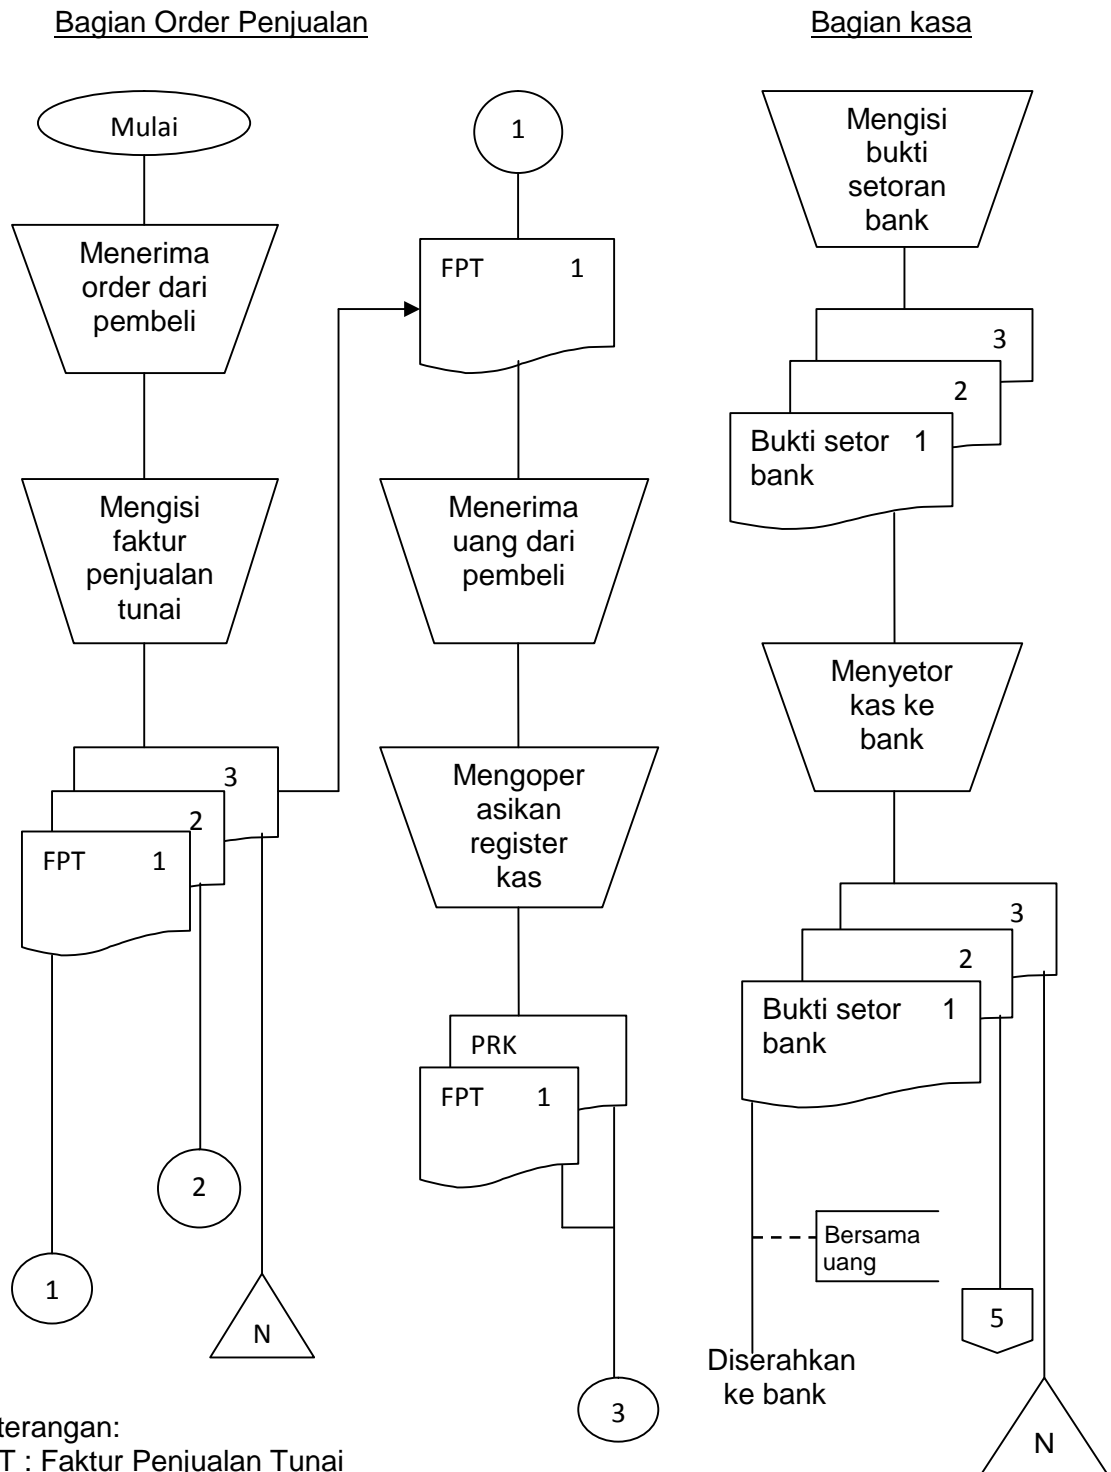 Bagian Order Penjualan
Bagian kasa
Mulai
Menerima
order dari
pembeli
Mengisi
faktur
penjualan
tunai
3
2
FPT 1
2
1
N
1
FPT 1
Menerima
uang dari
pembeli
Mengoper
asikan
register
kas
PRK
FPT 1
3
Mengisi
bukti
setoran
bank
3
2
Bukti setor 1
bank
Menyetor
kas ke
bank
3
2
Bukti setor 1
bank
Bersama
uang
5
Diserahkan
ke bank
N
terangan:
T : Faktur Penjualan Tunai